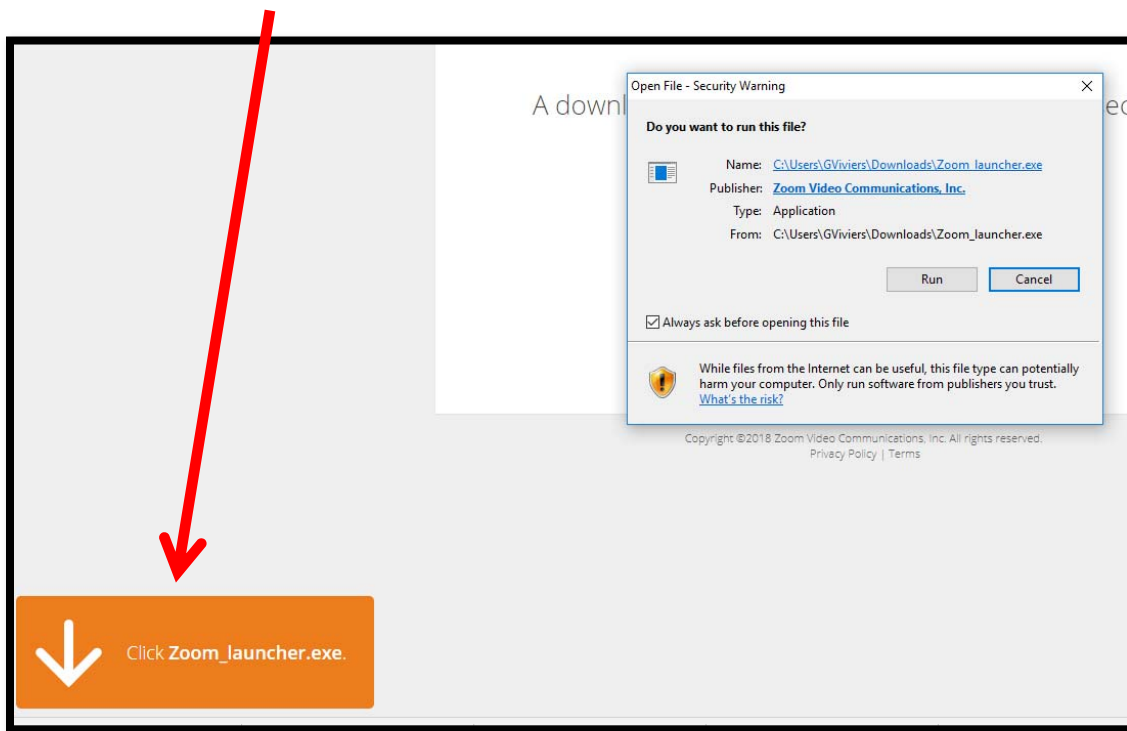 A downl
Open File - Security Warning
Do you want to run this file?
Name: C:\Users\GViviers\Downloads\Zoom_launcher.exe
Publisher: Zoom Video Communications, Inc.
Type: Application
From: C:\Users\GViviers\Downloads\Zoom_launcher.exe
Run Cancel
Always ask before opening this file
While files from the Internet can be useful, this file type can potentially
harm your computer. Only run software from publishers you trust.
What's the risk?
Copyright ©2018 Zoom Video Communications, Inc. All rights reserved.
Privacy Policy | Terms
Click Zoom_launcher.exe.